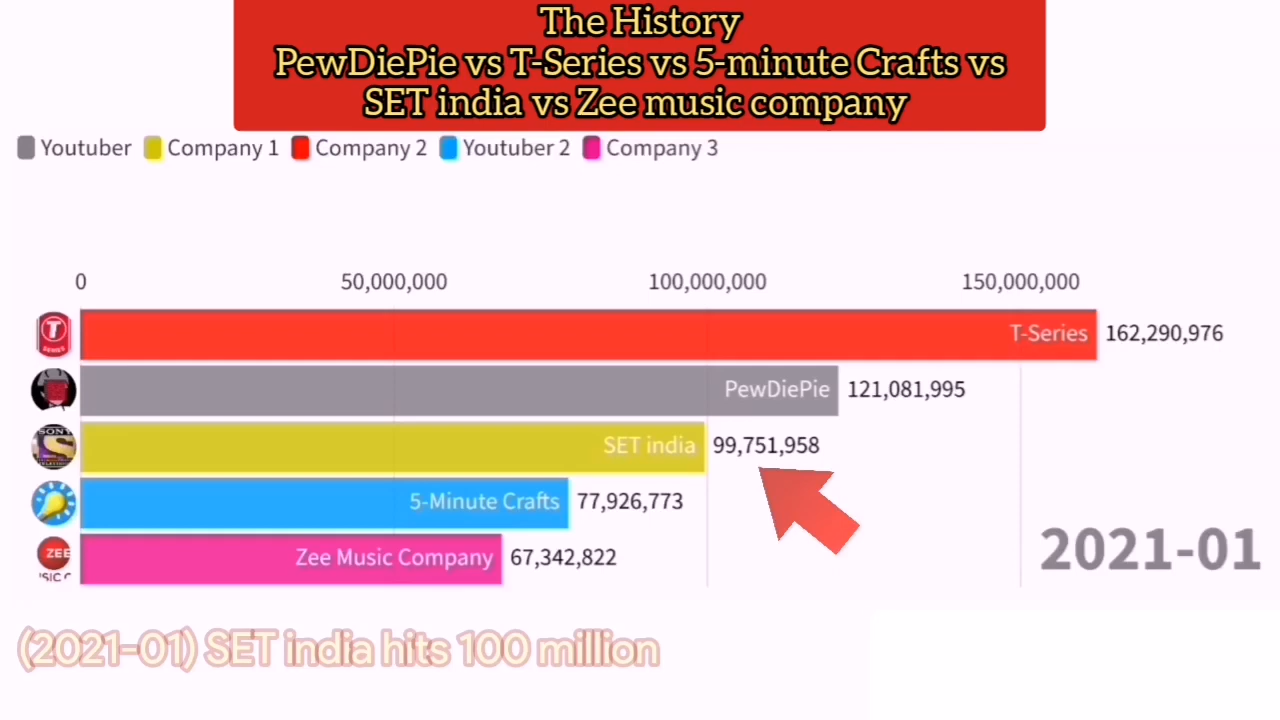 The History
PewDiePie vs T-Series vs 5-minute Crafts vs
SET india vs Zee music company
Youtuber Company 1 Company 2 Youtuber 2 Company 3
0 50,000,000 100,000,000 150,000,000
T SERIES T-Series 162,290,976
PewDiePie 121,081,995
SONY SET india 99,751,958
5-Minute Crafts 77,926,773
ZEE Zee Music Company 67,342,822
2021-01
(2021-01) SET india hits 100 million